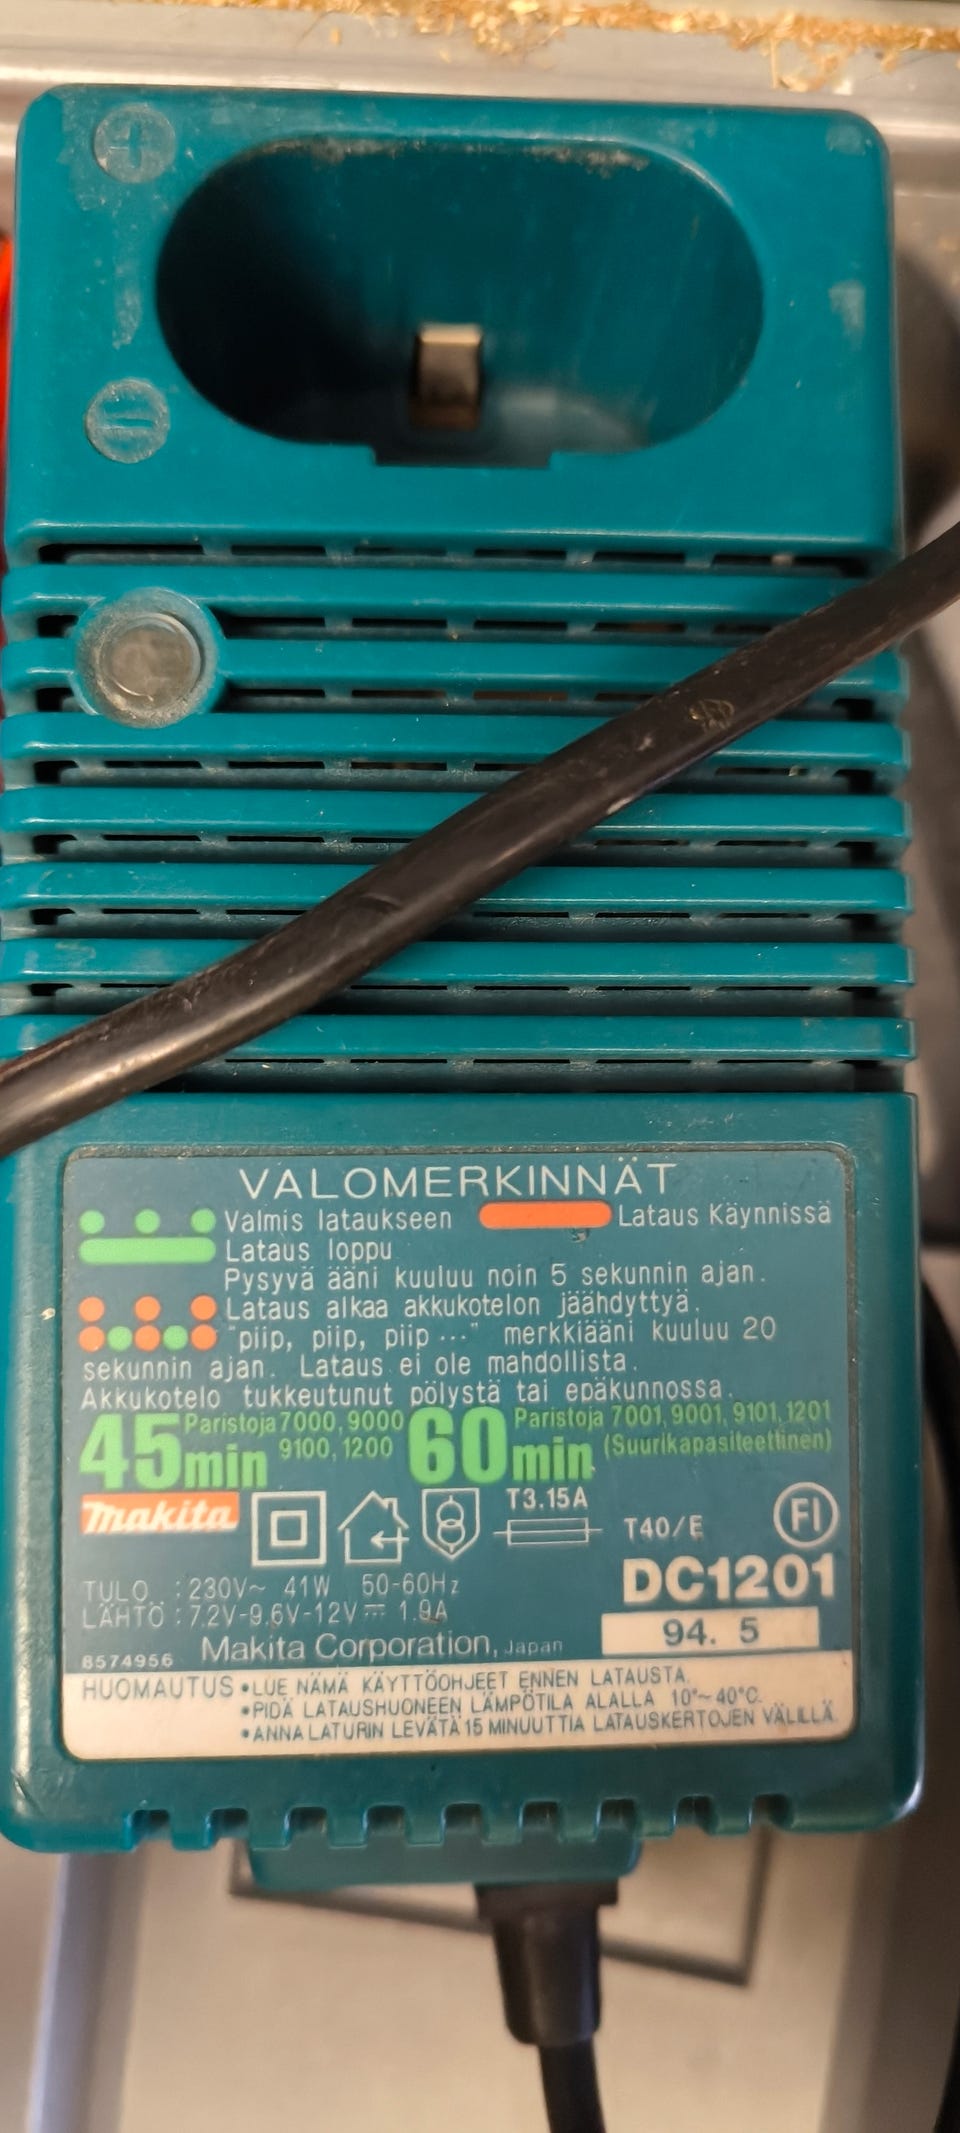 +
−
VALOMERKINNÄT
Valmis lataukseen Lataus Käynnissä
Lataus loppu
Pysyvä ääni kuuluu noin 5 sekunnin ajan.
Lataus alkaa akkukotelon jäähdyttyä.
"piip, piip, piip ···" merkkiääni kuuluu 20
sekunnin ajan. Lataus ei ole mahdollista.
Akkukotelo tukkeutunut pölystä tai epäkunnossa.
45min Paristoja 7000, 9000 60min Paristoja 7001, 9001, 9101, 1201
9100, 1200 (Suurikapasiteettinen)
makita T3.15A T40/E FI
DC1201
TULO : 230V~ 41W 50-60Hz
LÄHTÖ : 7.2V-9.6V-12V⎓ 1.9A
94. 5
8574956 Makita Corporation, Japan
HUOMAUTUS •LUE NÄMÄ KÄYTTÖOHJEET ENNEN LATAUSTA.
•PIDÄ LATAUSHUONEEN LÄMPÖTILA ALALLA 10°~40°C.
•ANNA LATURIN LEVÄTÄ 15 MINUUTTIA LATAUSKERTOJEN VÄLILLÄ.